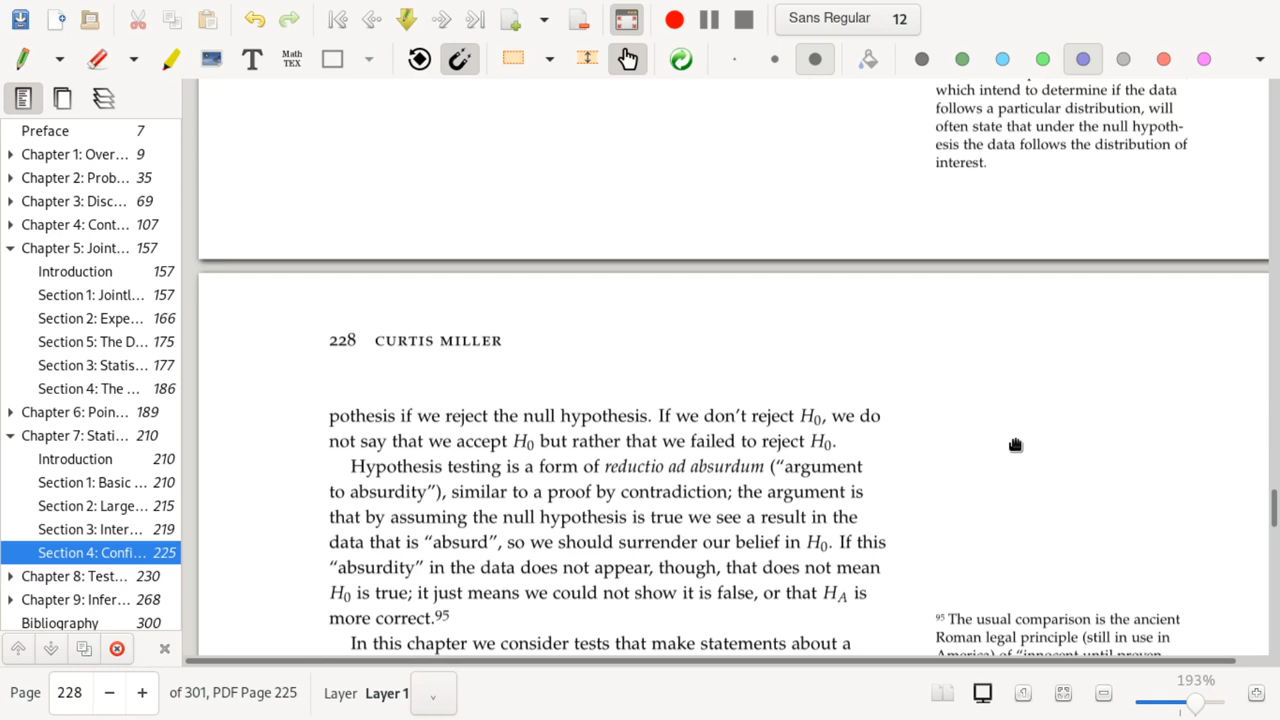 Sans Regular 12
Math
TEX
Preface 7
Chapter 1: Over... 9
Chapter 2: Prob... 35
Chapter 3: Disc... 69
Chapter 4: Cont... 107
Chapter 5: Joint... 157
Introduction 157
Section 1: Jointl... 157
Section 2: Expe... 166
Section 5: The D... 175
Section 3: Statis... 177
Section 4: The ... 186
Chapter 6: Poin... 189
Chapter 7: Stati... 210
Introduction 210
Section 1: Basic ... 210
Section 2: Large... 215
Section 3: Inter... 219
Section 4: Confi... 225
Chapter 8: Test... 230
Chapter 9: Infer... 268
Bibliography 300
which intend to determine if the data
follows a particular distribution, will
often state that under the null hypoth-
esis the data follows the distribution of
interest.
228 CURTIS MILLER
pothesis if we reject the null hypothesis. If we don't reject H₀, we do
not say that we accept H₀ but rather that we failed to reject H₀.
Hypothesis testing is a form of reductio ad absurdum ("argument
to absurdity"), similar to a proof by contradiction; the argument is
that by assuming the null hypothesis is true we see a result in the
data that is "absurd", so we should surrender our belief in H₀. If this
"absurdity" in the data does not appear, though, that does not mean
H₀ is true; it just means we could not show it is false, or that H_A is
more correct.95
In this chapter we consider tests that make statements about a
95 The usual comparison is the ancient
Roman legal principle (still in use in
America) of "innocent until proven
Page 228 of 301, PDF Page 225
Layer Layer 1
193%